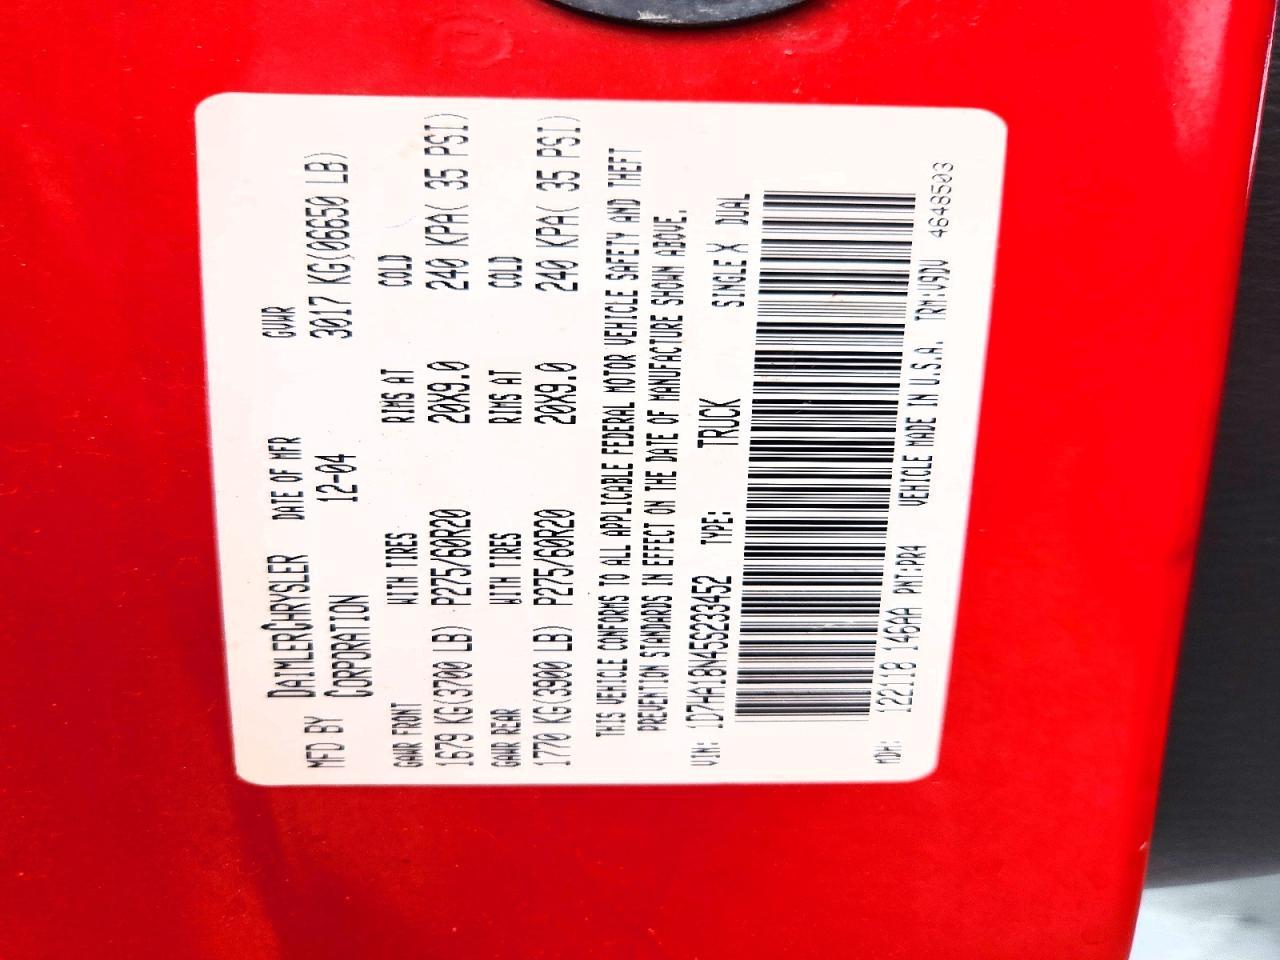 MFD BY DAIMLERCHRYSLER CORPORATION DATE OF MFR 12-04 GVWR 3017 KG(06650 LB)
GAWR FRONT WITH TIRES RIMS AT COLD
1679 KG(3700 LB) P275/60R20 20X9.0 240 KPA( 35 PSI)
GAWR REAR WITH TIRES RIMS AT COLD
1770 KG(3900 LB) P275/60R20 20X9.0 240 KPA( 35 PSI)
THIS VEHICLE CONFORMS TO ALL APPLICABLE FEDERAL MOTOR VEHICLE SAFETY AND THEFT
PREVENTION STANDARDS IN EFFECT ON THE DATE OF MANUFACTURE SHOWN ABOVE.
VIN: 1D7HA18N45S233452 TYPE: TRUCK SINGLE X DUAL
MDH: 122118 146AA PNT:PR4 VEHICLE MADE IN U.S.A. TRM:V9DV 4648503